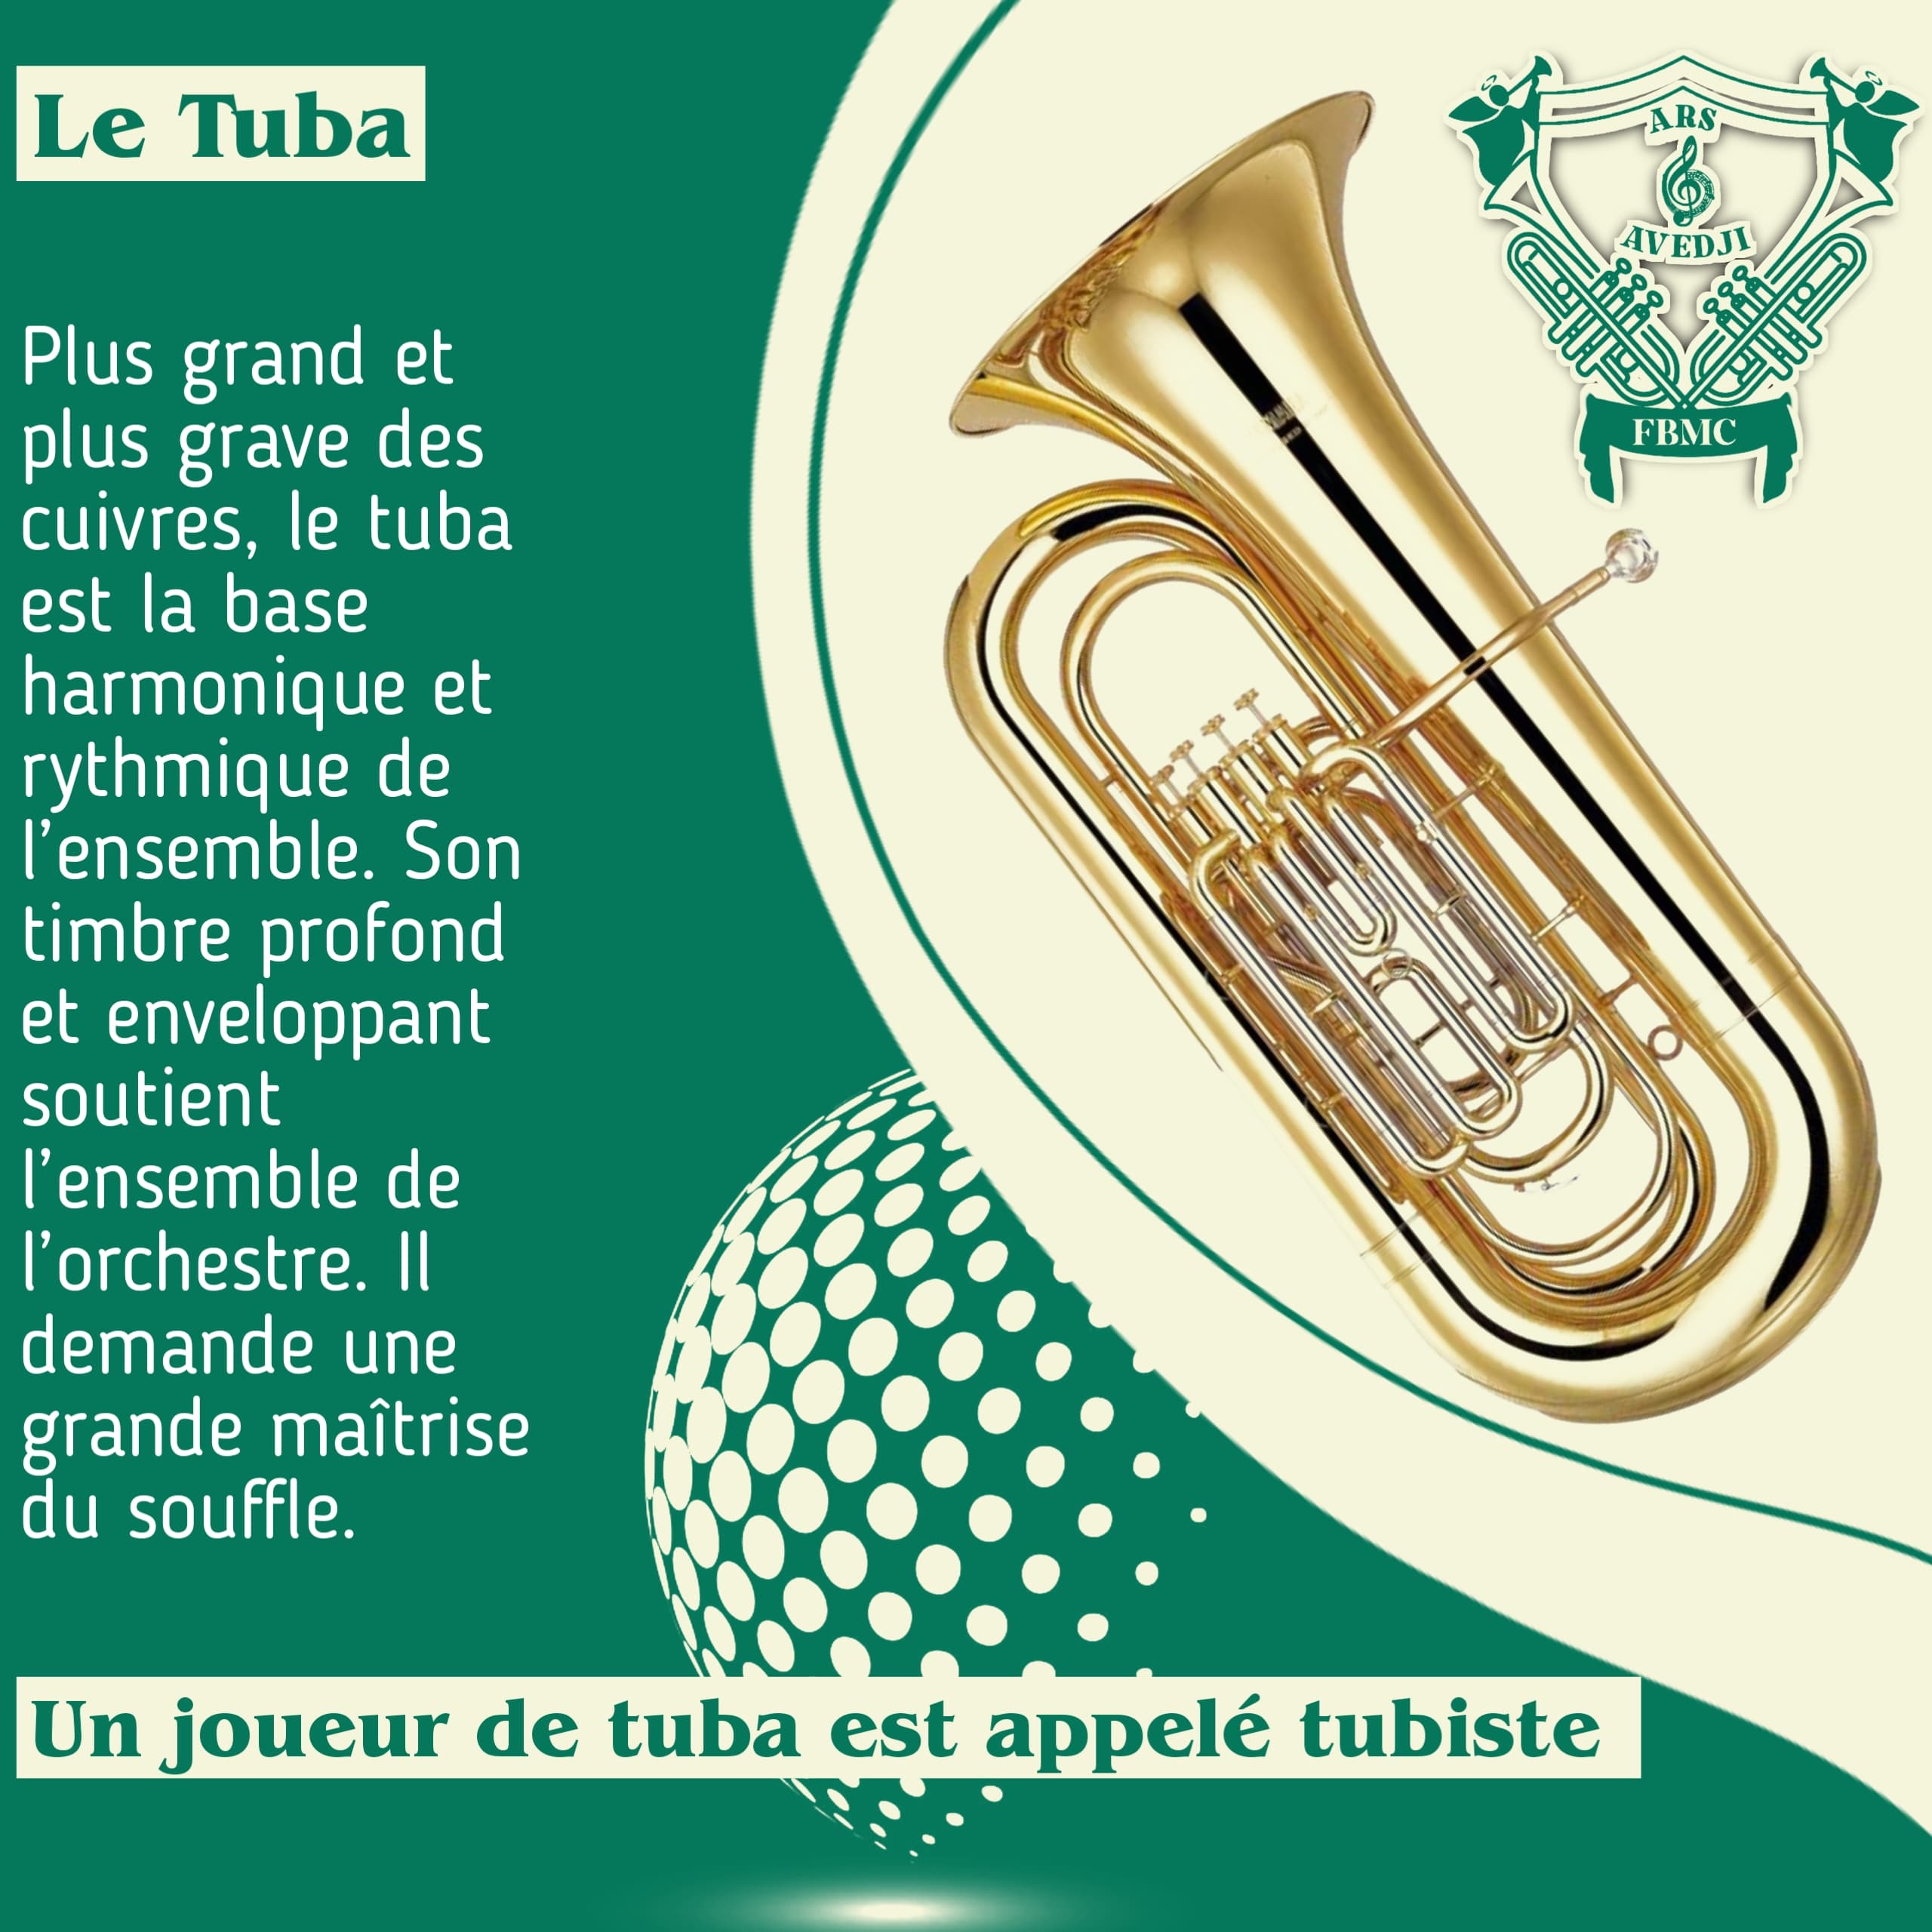 Le Tuba
ARS
AVEDJI
FBMC
Plus grand et
plus grave des
cuivres, le tuba
est la base
harmonique et
rythmique de
l'ensemble. Son
timbre profond
et enveloppant
soutient
l'ensemble de
l'orchestre. Il
demande une
grande maîtrise
du souffle.
Un joueur de tuba est appelé tubiste